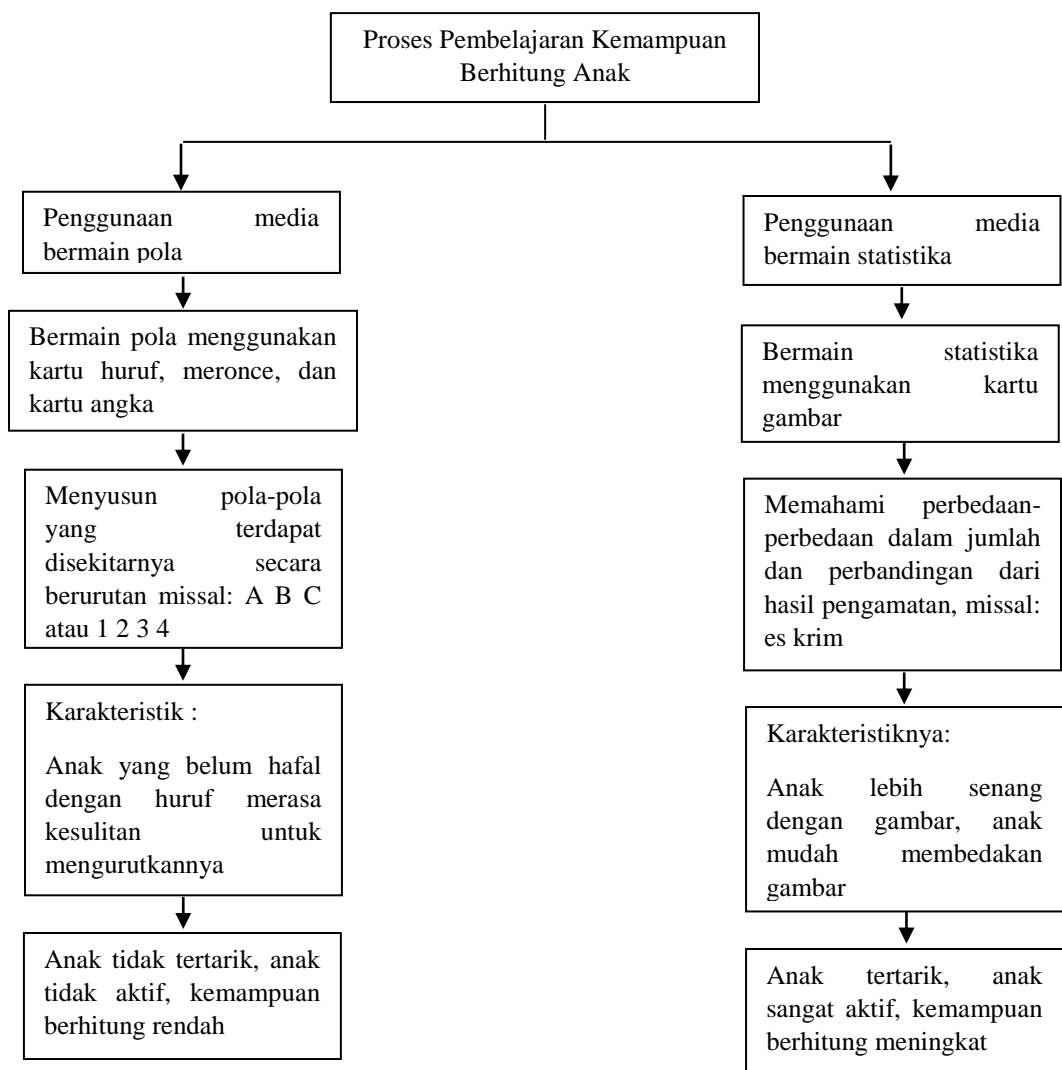 Proses Pembelajaran Kemampuan
Berhitung Anak
Penggunaan media
bermain pola
Bermain pola menggunakan
kartu huruf, meronce, dan
kartu angka
Menyusun pola-pola
yang terdapat
disekitarnya secara
berurutan missal: A B C
atau 1 2 3 4
Karakteristik :
Anak yang belum hafal
dengan huruf merasa
kesulitan untuk
mengurutkannya
Anak tidak tertarik, anak
tidak aktif, kemampuan
berhitung rendah
Penggunaan media
bermain statistika
Bermain statistika
menggunakan kartu
gambar
Memahami perbedaan-
perbedaan dalam jumlah
dan perbandingan dari
hasil pengamatan, missal:
es krim
Karakteristiknya:
Anak lebih senang
dengan gambar, anak
mudah membedakan
gambar
Anak tertarik, anak
sangat aktif, kemampuan
berhitung meningkat